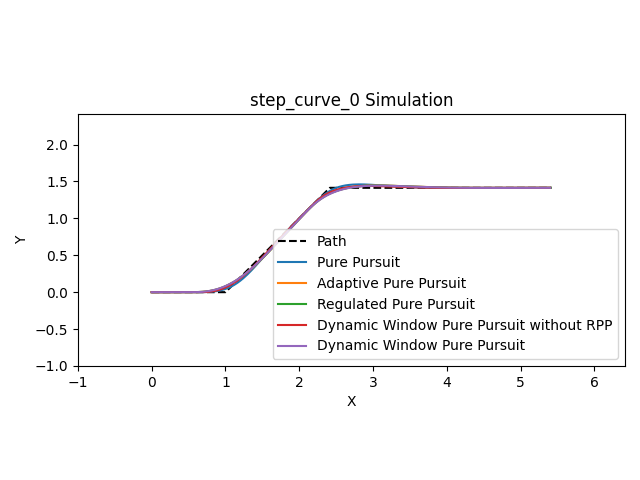 step_curve_0 Simulation
2.0
1.5
1.0
0.5
0.0
−0.5
−1.0
Y
Path
Pure Pursuit
Adaptive Pure Pursuit
Regulated Pure Pursuit
Dynamic Window Pure Pursuit without RPP
Dynamic Window Pure Pursuit
−1 0 1 2 3 4 5 6
X